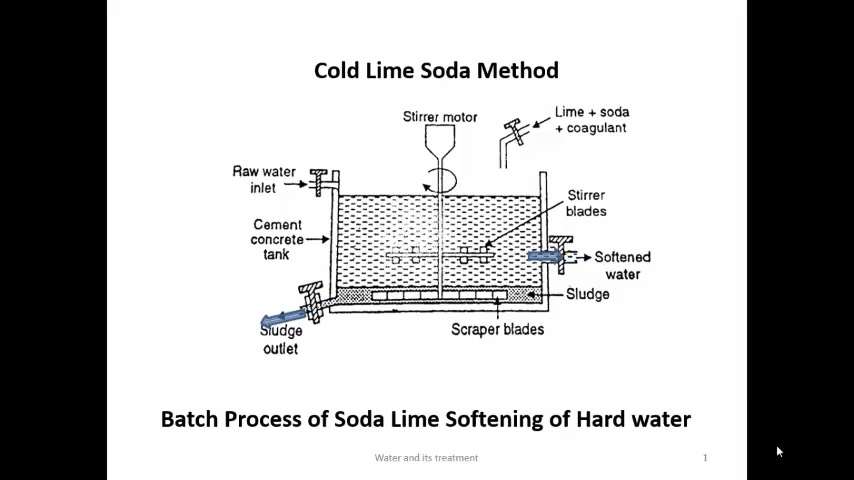 Cold Lime Soda Method
Stirrer motor
Lime + soda
+ coagulant
Raw water
inlet
Stirrer
blades
Cement
concrete
tank
Softened
water
Sludge
Sludge
outlet
Scraper blades
Batch Process of Soda Lime Softening of Hard water
Water and its treatment
1